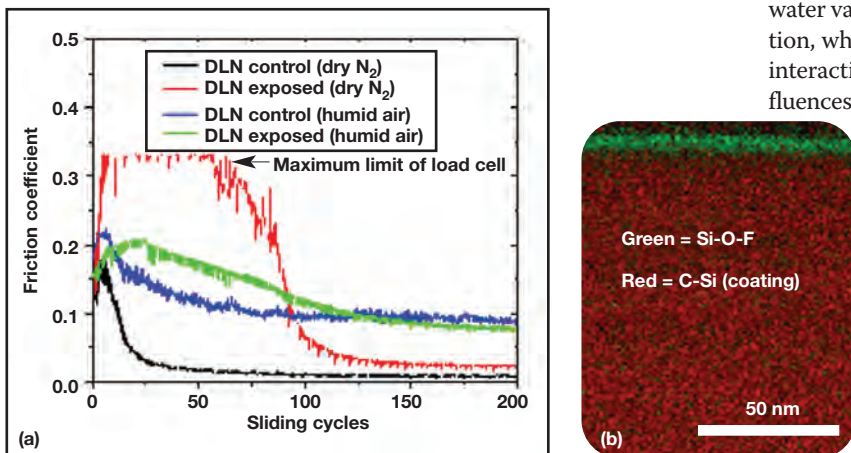 water va
tion, wh
interacti
fluences
0.5
0.4
0.3
0.2
0.1
0.0
Friction coefficient
DLN control (dry N₂)
DLN exposed (dry N₂)
DLN control (humid air)
DLN exposed (humid air)
Maximum limit of load cell
0
50
100
150
200
Sliding cycles
(a)
Green = Si-O-F
Red = C-Si (coating)
50 nm
(b)